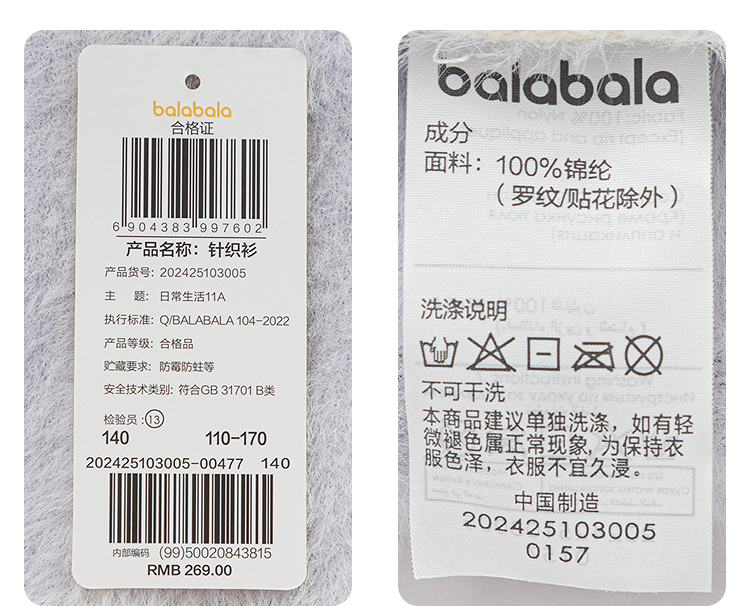 balabala
合格证
6 904383 997602
产品名称: 针织衫
产品货号: 202425103005
主 题: 日常生活11A
执行标准: Q/BALABALA 104-2022
产品等级: 合格品
贮藏要求: 防霉防蛀等
安全技术类别: 符合GB 31701 B类
检验员: 13
140 110-170
202425103005-00477 140
内部编码 (99)50020843815
RMB 269.00
balabala
成分
面料: 100%锦纶
(罗纹/贴花除外)
洗涤说明
不可干洗
本商品建议单独洗涤, 如有轻
微褪色属正常现象, 为保持衣
服色泽, 衣服不宜久浸。
中国制造
202425103005
0157